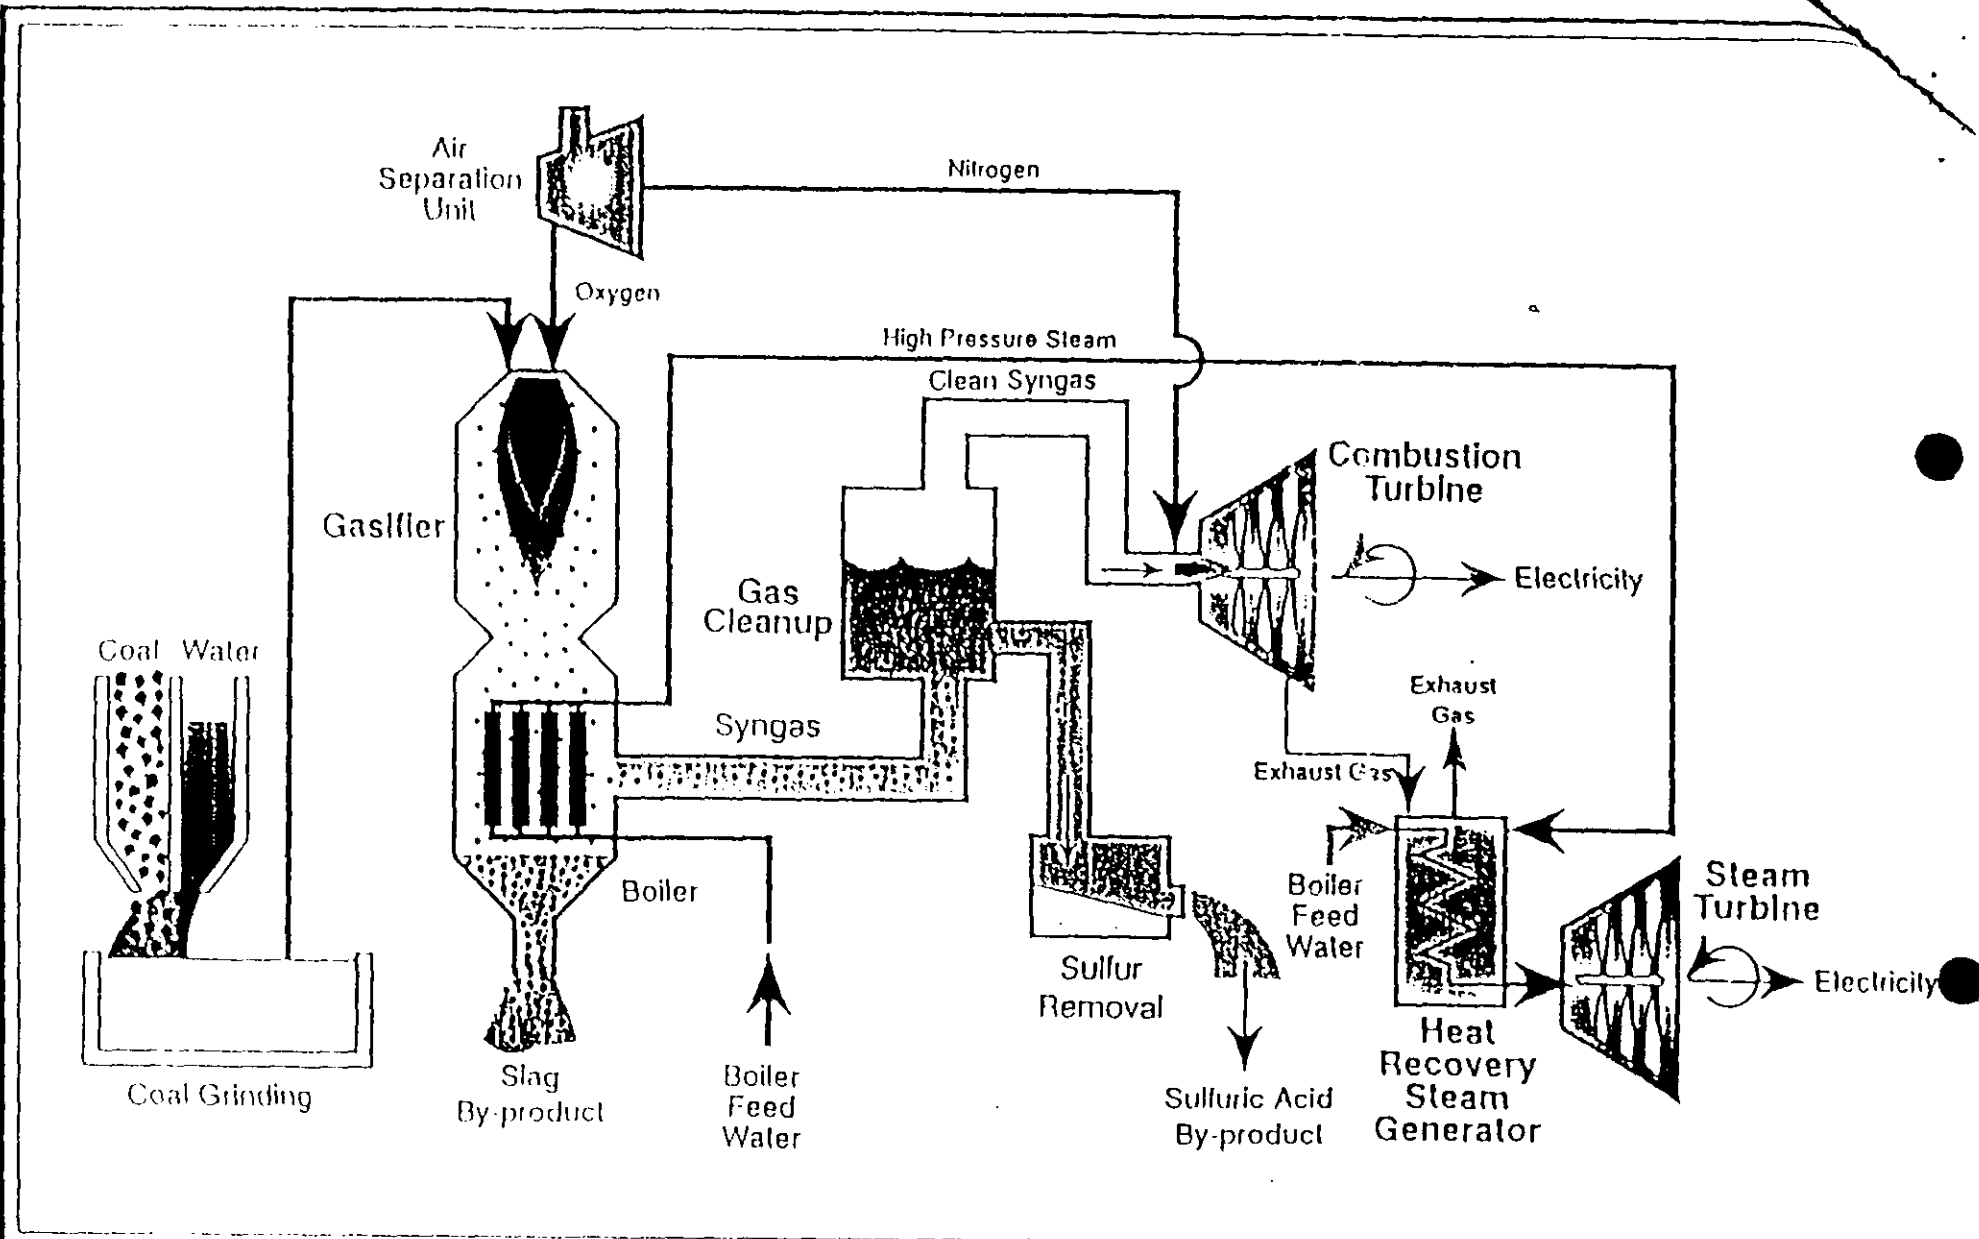 Air
Separation
Unit
Nitrogen
Oxygen
High Pressure Steam
Clean Syngas
Combustion
Turbine
Gasifier
Electricity
Gas
Cleanup
Coal Water
Exhaust
Gas
Syngas
Exhaust Gas
Boiler
Boiler
Feed
Water
Steam
Turbine
Sulfur
Removal
Electricity
Heat
Recovery
Steam
Generator
Coal Grinding
Slag
By-product
Boiler
Feed
Water
Sulfuric Acid
By-product